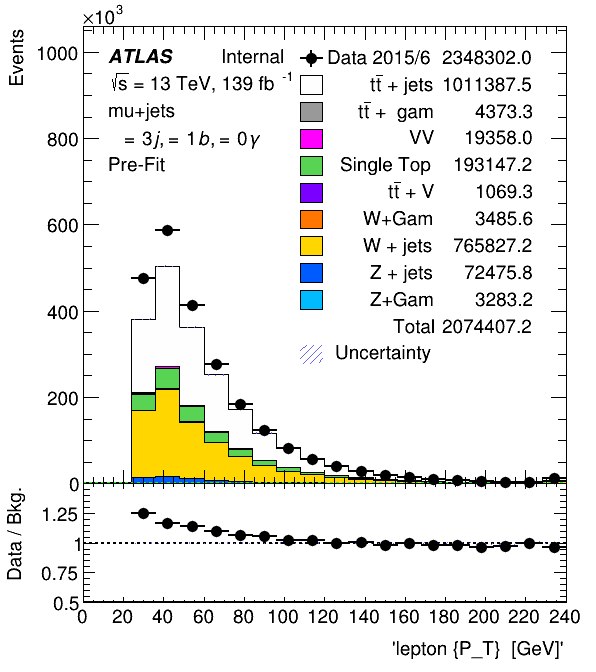 ×10³
Events
1000
800
600
400
200
0
ATLAS Internal
√s = 13 TeV, 139 fb⁻¹
mu+jets
= 3j, = 1b, = 0γ
Pre-Fit
Data 2015/6 2348302.0
tt̄ + jets 1011387.5
tt̄ + gam 4373.3
VV 19358.0
Single Top 193147.2
tt̄ + V 1069.3
W+Gam 3485.6
W + jets 765827.2
Z + jets 72475.8
Z+Gam 3283.2
Total 2074407.2
Uncertainty
Data / Bkg.
1.25
1
0.75
0.5
0 20 40 60 80 100 120 140 160 180 200 220 240
'lepton {P_T} [GeV]'